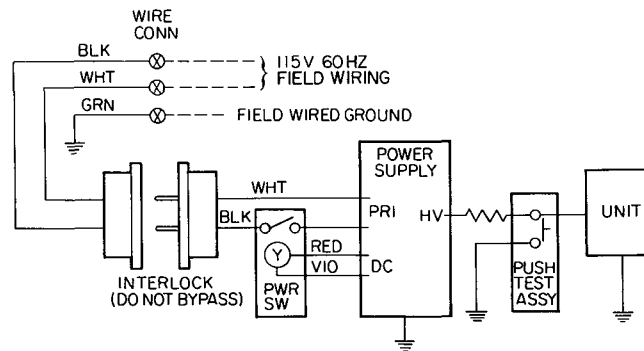 WIRE
CONN
BLK
WHT
GRN
115V 60HZ
FIELD WIRING
FIELD WIRED GROUND
POWER
SUPPLY
WHT
BLK
PRI
HV
UNIT
RED
VIO
Y
DC
INTERLOCK
(DO NOT BYPASS)
PWR
SW
PUSH
TEST
ASSY